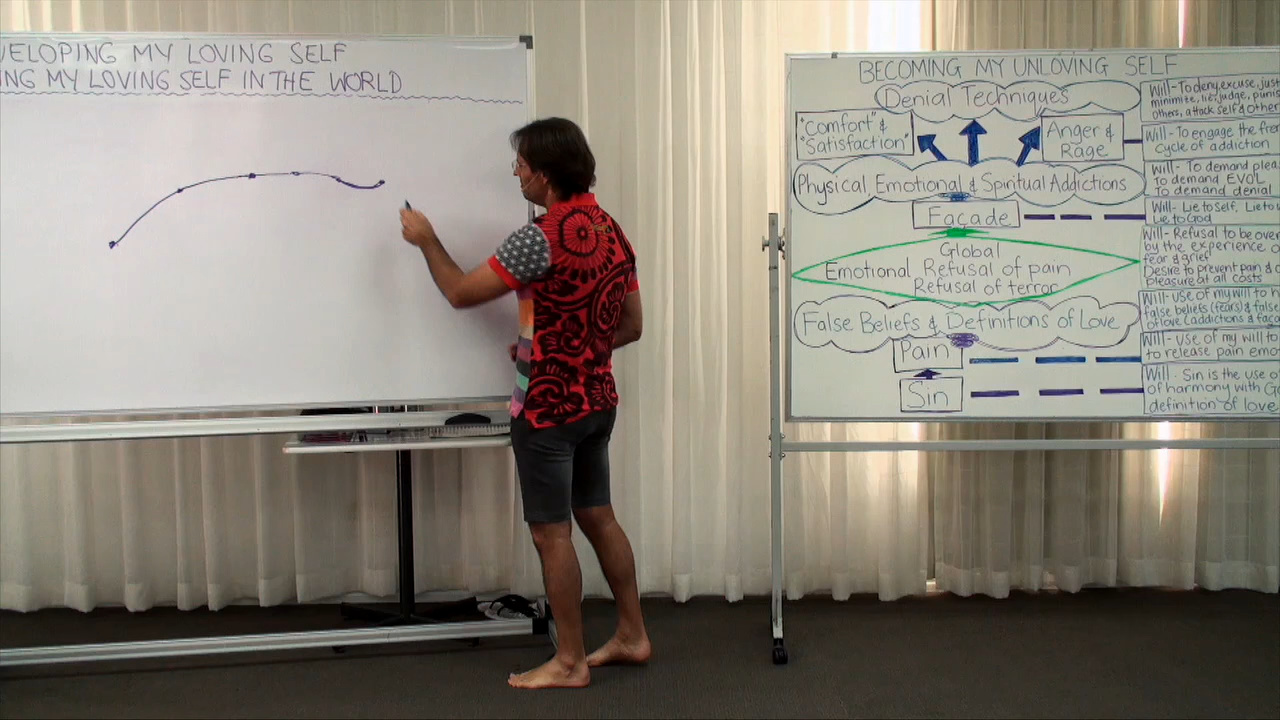 VELOPING MY LOVING SELF
ING MY LOVING SELF IN THE WORLD
BECOMING MY UNLOVING SELF
Denial Techniques
"Comfort" &
"Satisfaction"
Anger &
Rage
Physical, Emotional & Spiritual Addictions
Façade
Global
Emotional Refusal of pain
Refusal of terror
False Beliefs & Definitions of Love
Pain
Sin
Will - To deny, excuse, just
minimize, lie, judge, punis
others, attack self & others
Will - To engage the
cycle of addiction
Will - To demand plea
To demand EVOL
To demand denial
Will - Lie to Self, Lie to
Lie to God
Will - Refusal to be over
by the experience o
fear & grief
Desire to prevent pain &
pleasure at all costs
Will - use of my will to h
false beliefs (fears) & false
of love (addictions &
Will - use of my will to
to release pain emo
Will - Sin is the use o
of harmony with G
definition of love